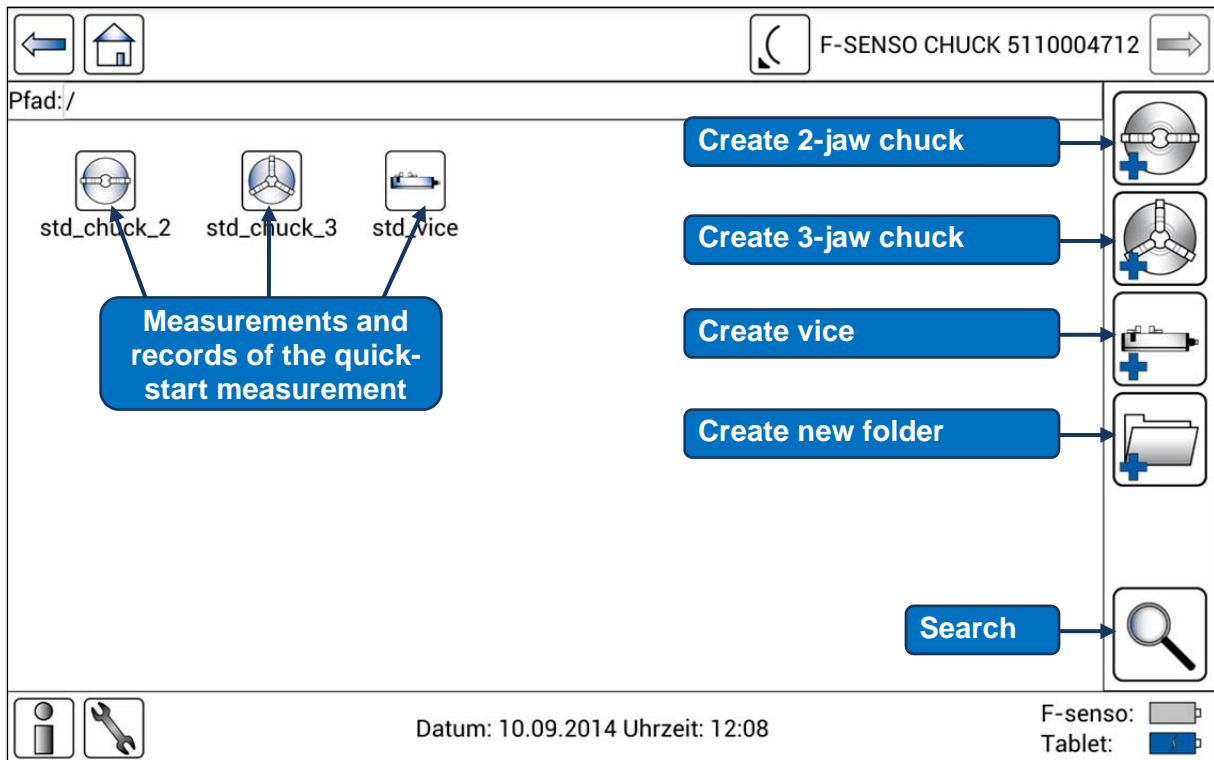 F-SENSO CHUCK 5110004712
Pfad: /
Create 2-jaw chuck
std_chuck_2
std_chuck_3
std_vice
Create 3-jaw chuck
Measurements and
records of the quick-
start measurement
Create vice
Create new folder
Search
Datum: 10.09.2014 Uhrzeit: 12:08
F-senso:
Tablet: